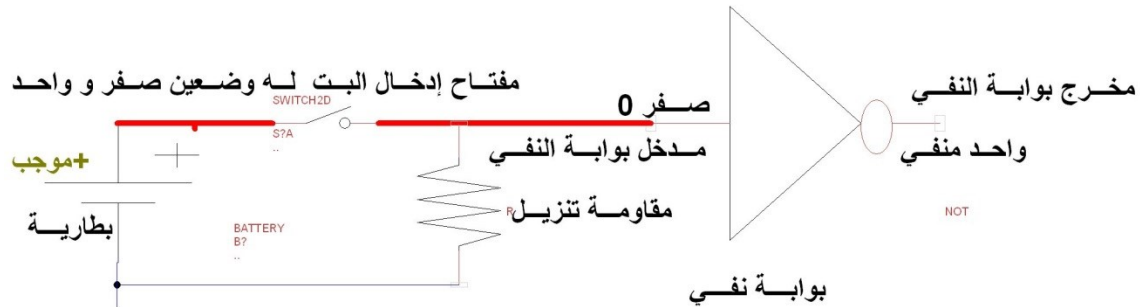 مفتاح إدخال البت له وضعين صفر و واحد
SWITCH2D
S?A
..
صفر 0
مخرج بوابة النفي
واحد منفي
مدخل بوابة النفي
+موجب
مقاومة تنزيل
R
بطارية
BATTERY
B?
..
NOT
بوابة نفي